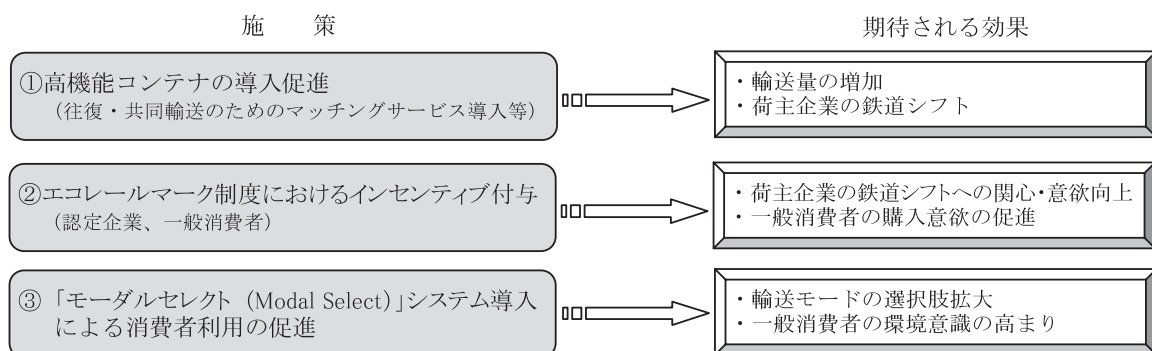 施　策
期待される効果
①高機能コンテナの導入促進
（往復・共同輸送のためのマッチングサービス導入等）
・輸送量の増加
・荷主企業の鉄道シフト
②エコレールマーク制度におけるインセンティブ付与
（認定企業、一般消費者）
・荷主企業の鉄道シフトへの関心・意欲向上
・一般消費者の購入意欲の促進
③「モーダルセレクト（Modal Select）」システム導入
による消費者利用の促進
・輸送モードの選択肢拡大
・一般消費者の環境意識の高まり